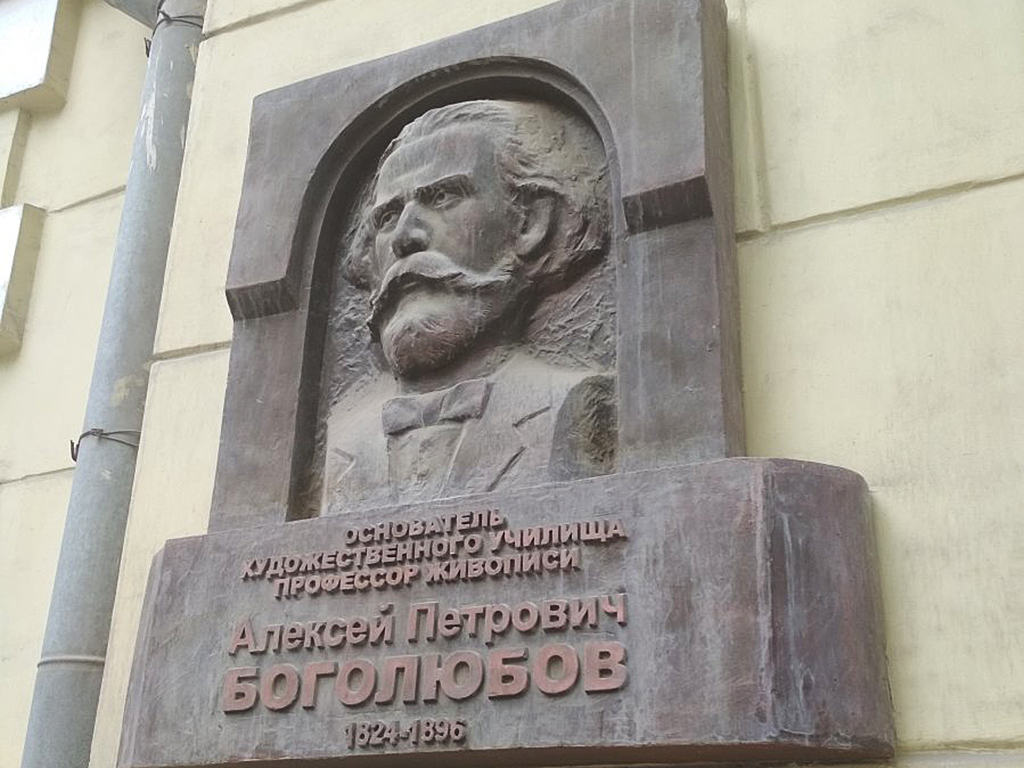 ОСНОВАТЕЛЬ
ХУДОЖЕСТВЕННОГО УЧИЛИЩА
ПРОФЕССОР ЖИВОПИСИ
Алексей Петрович
БОГОЛЮБОВ
1824-1896